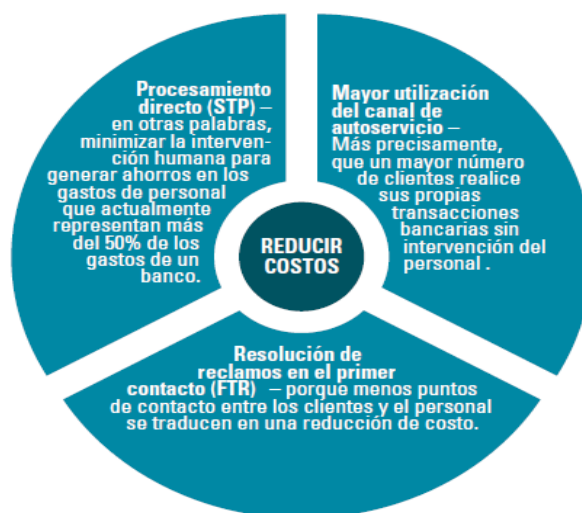 Procesamiento
directo (STP) –
en otras palabras,
minimizar la interven-
ción humana para
generar ahorros en los
gastos de personal
que actualmente
representan más
del 50% de los
gastos de un
banco.
Mayor utilización
del canal de
autoservicio –
Más precisamente,
que un mayor número
de clientes realice
sus propias
transacciones
bancarias sin
intervención del
personal .
REDUCIR
COSTOS
Resolución de
reclamos en el primer
contacto (FTR) – porque menos puntos
de contacto entre los clientes y el personal
se traducen en una reducción de costo.